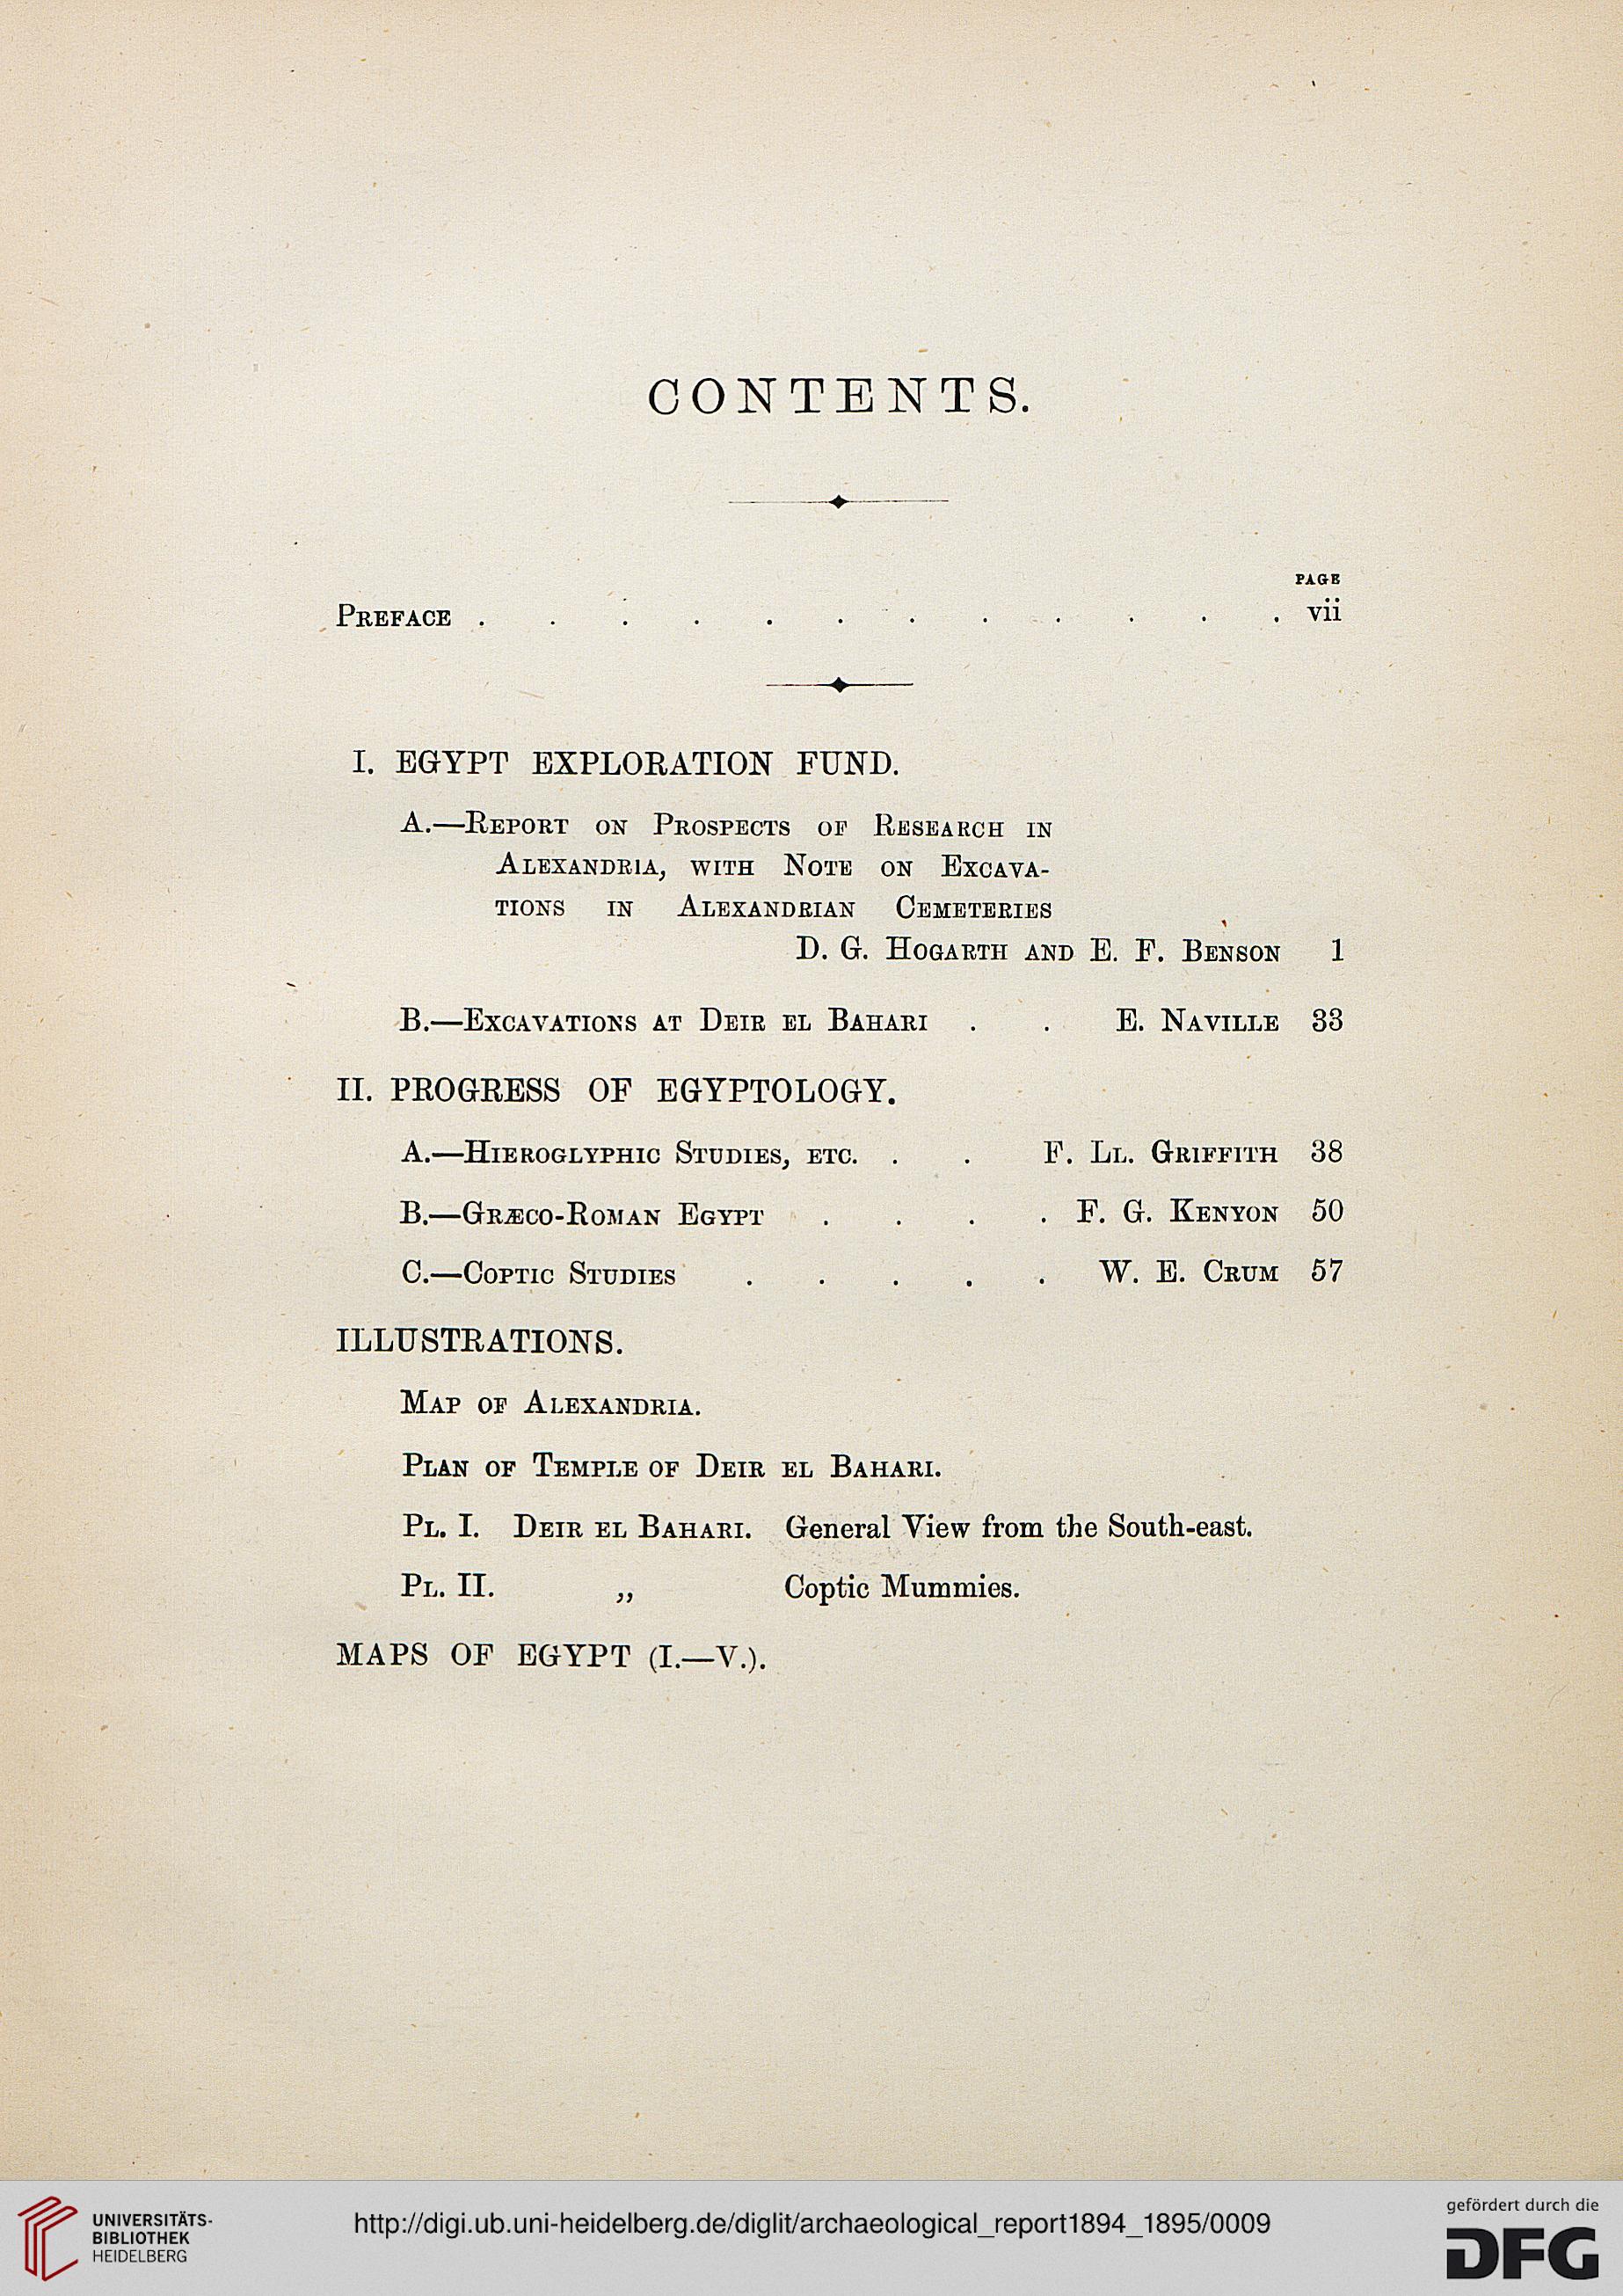 CONTENTS.
PAGE
PREFACE . . . . . . . . . . . . vii
I. EGYPT EXPLORATION FUND.
A.—REPORT ON PROSPECTS OF RESEARCH IN
ALEXANDRIA, WITH NOTE ON EXCAVA-
TIONS IN ALEXANDRIAN CEMETERIES
D. G. HOGARTH AND E. F. BENSON 1
B.—EXCAVATIONS AT DEIR EL BAHARI . . E. NAVILLE 33
II. PROGRESS OF EGYPTOLOGY.
A.—HIEROGLYPHIC STUDIES, ETC. . . F. LL. GRIFFITH 38
B.—GRÆCO-ROMAN EGYPT . . . . F. G. KENYON 50
C.—COPTIC STUDIES . . . . . W. E. CRUM 57
ILLUSTRATIONS.
MAP OF ALEXANDRIA.
PLAN OF TEMPLE OF DEIR EL BAHARI.
PL. I. DEIR EL BAHARI. General View from the South-east.
PL. II. „ Coptic Mummies.
MAPS OF EGYPT (I.—V.).
UNIVERSITÄTS-
BIBLIOTHEK
HEIDELBERG
http://digi.ub.uni-heidelberg.de/diglit/archaeological_report1894_1895/0009
gefördert durch die
DFG